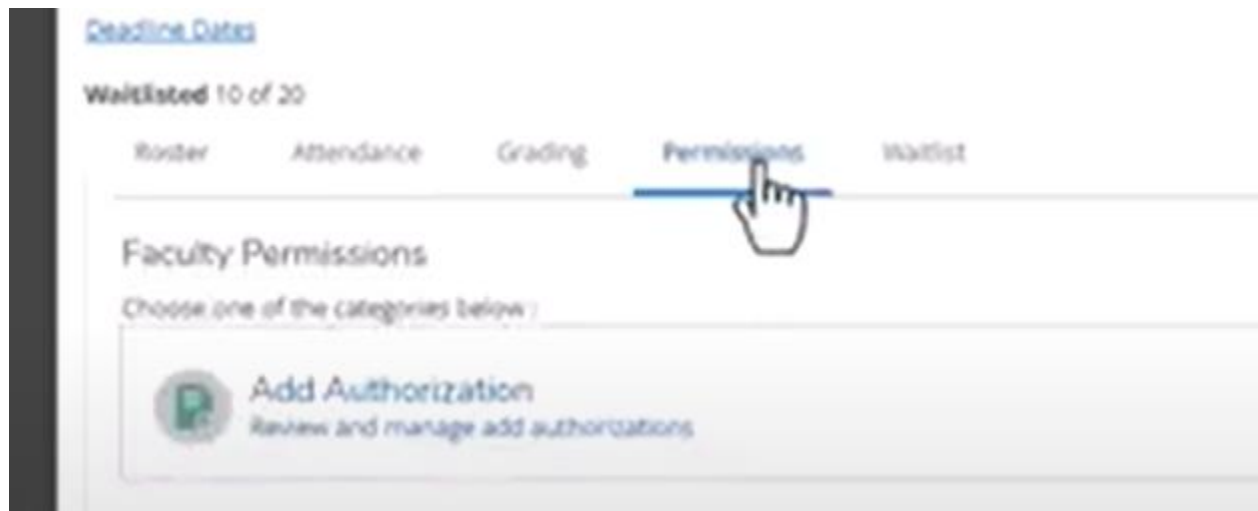 Deadline Dates
Waitlisted 10 of 20
Roster Attendance Grading Permissions Waitlist
Faculty Permissions
Choose one of the categories below:
Add Authorization
Review and manage add authorizations